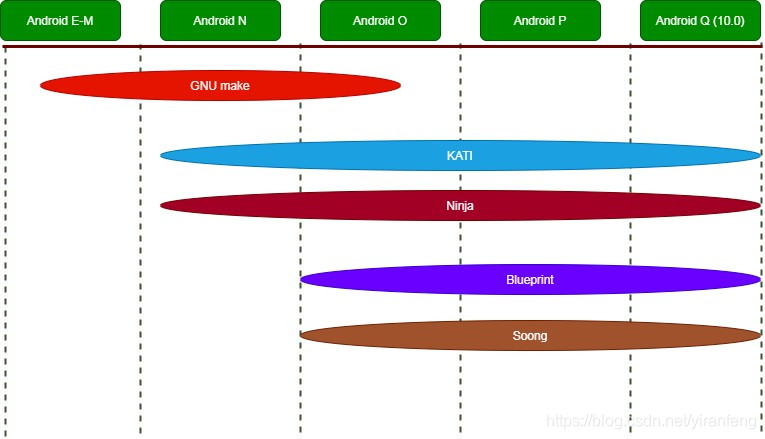 Android E-M
Android N
Android O
Android P
Android Q (10.0)
GNU make
KATI
Ninja
Blueprint
Soong
https://blog.csdn.net/yiranfeng